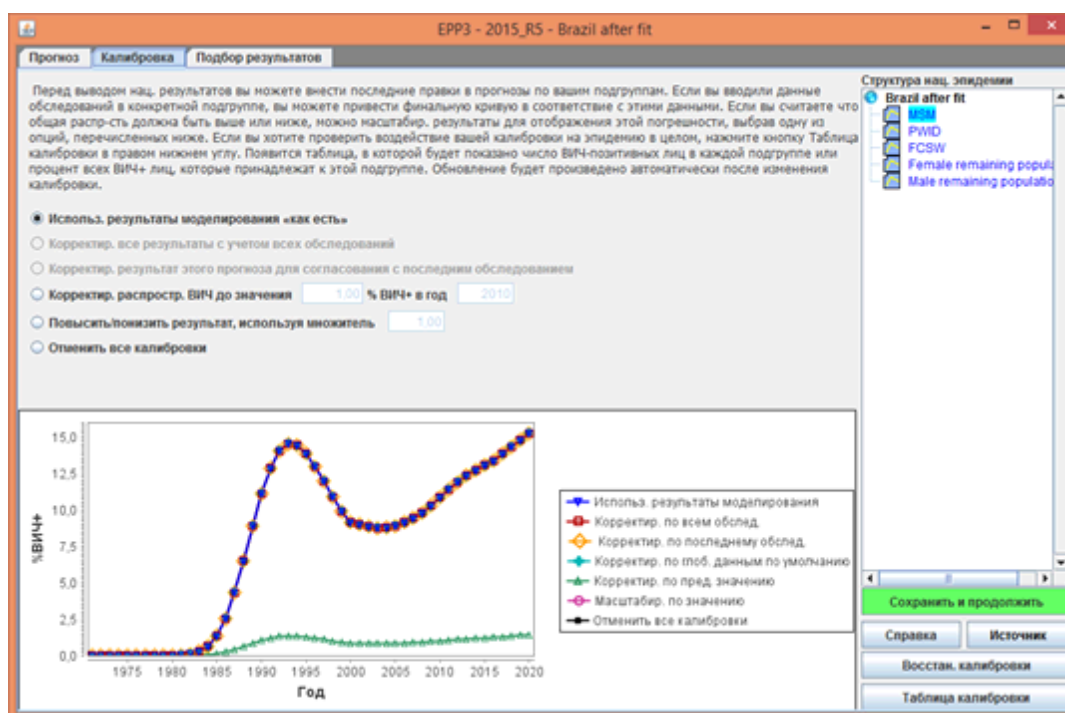 EPP3 - 2015_R5 - Brazil after fit
Прогноз Калибровка Подбор результатов
Перед выводом нац. результатов вы можете внести последние правки в прогнозы по вашим подгруппам. Если вы вводили данные
обследований в конкретной подгруппе, вы можете привести финальную кривую в соответствие с этими данными. Если вы считаете что
общая распр-сть должна быть выше или ниже, можно масштабир. результаты для отображения этой погрешности, выбрав одну из
опций, перечисленных ниже. Если вы хотите проверить воздействие вашей калибровки на эпидемию в целом, нажмите кнопку Таблица
калибровки в правом нижнем углу. Появится таблица, в которой будет показано число ВИЧ-позитивных лиц в каждой подгруппе или
процент всех ВИЧ+ лиц, которые принадлежат к этой подгруппе. Обновление будет произведено автоматически после изменения
калибровки.
Использ. результаты моделирования «как есть»
Корректир. все результаты с учетом всех обследований
Корректир. результат этого прогноза для согласования с последним обследованием
Корректир. распростр. ВИЧ до значения 1.00 % ВИЧ+ в год 2010
Повысить/понизить результат, используя множитель 1.00
Отменить все калибровки
Структура нац. эпидемии
Brazil after fit
MSM
PWID
FCSW
Female remaining popula
Male remaining populatio
15,0
12,5
10,0
7,5
5,0
2,5
0,0
%ВИЧ+
1975 1980 1985 1990 1995 2000 2005 2010 2015 2020
Год
Использ. результаты моделирования
Корректир. по всем обслед.
Корректир. по последнему обслед.
Корректир. по глоб. данным по умолчанию
Корректир. по пред. значению
Масштабир. по значению
Отменить все калибровки
Сохранить и продолжить
Справка Источник
Восстан. калибровки
Таблица калибровки